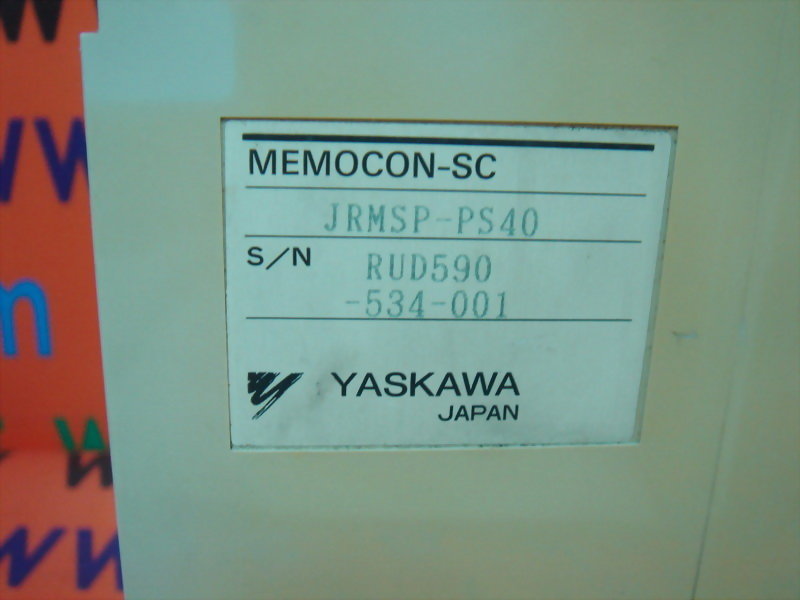 MEMOCON-SC
JRMSP-PS40
S/N RUD590
-534-001
YASKAWA
JAPAN